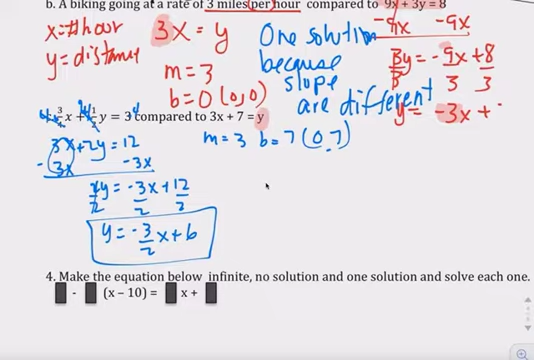 b. A biking going at a rate of 3 miles per hour compared to 9x + 3y = 8
-9x -9x
x = # hour
y = distance
3x = y
m = 3
b = 0 (0, 0)
One solution
because
slope
are different
3y = -9x + 8
3 3 3
y = -3x +
3/4 x + 1/2 y = 3 compared to 3x + 7 = y
3x + 2y = 12
- 3x -3x
m = 3 b = 7 (0, 7)
2y = -3x + 12
2 2 2
y = -3/2 x + 6
4. Make the equation below infinite, no solution and one solution and solve each one.
- (x – 10) = x +